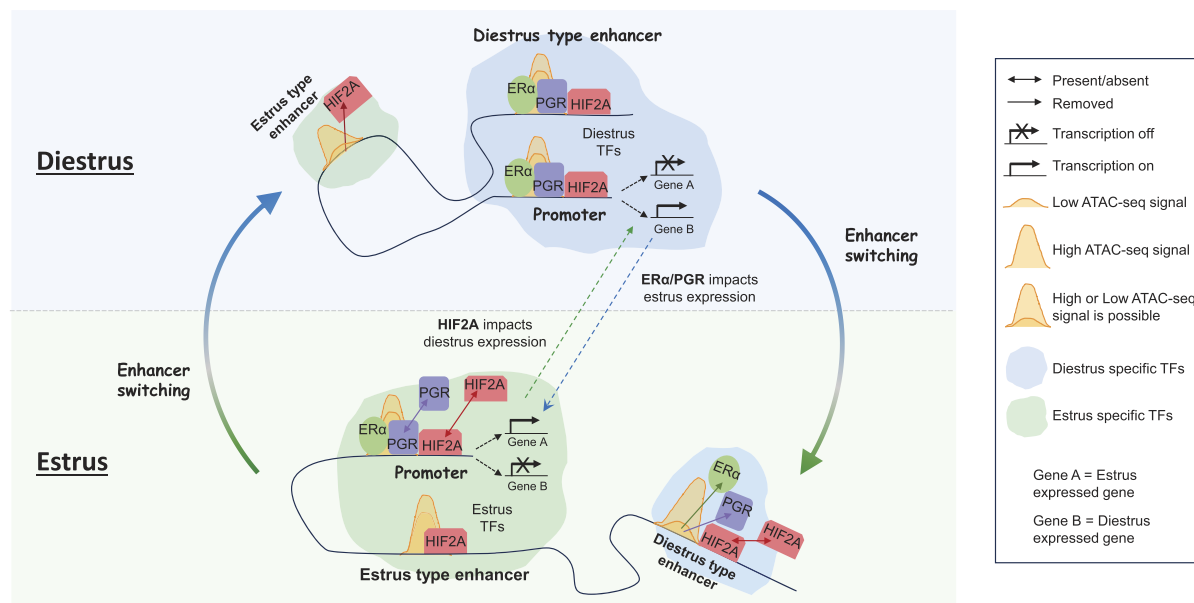 Diestrus type enhancer
Estrus type
enhancer
HIF2A
ERα
PGR
HIF2A
Diestrus
TFs
ERα
PGR
HIF2A
Promoter
Gene A
Gene B
Diestrus
Enhancer
switching
ERα/PGR impacts
estrus expression
HIF2A impacts
diestrus expression
Enhancer
switching
Estrus
PGR
HIF2A
ERα
PGR
HIF2A
Promoter
Gene A
Gene B
Estrus
TFs
HIF2A
Estrus type enhancer
ERα
PGR
HIF2A
HIF2A
Diestrus type
enhancer
Present/absent
Removed
Transcription off
Transcription on
Low ATAC-seq signal
High ATAC-seq signal
High or Low ATAC-seq
signal is possible
Diestrus specific TFs
Estrus specific TFs
Gene A = Estrus
expressed gene
Gene B = Diestrus
expressed gene